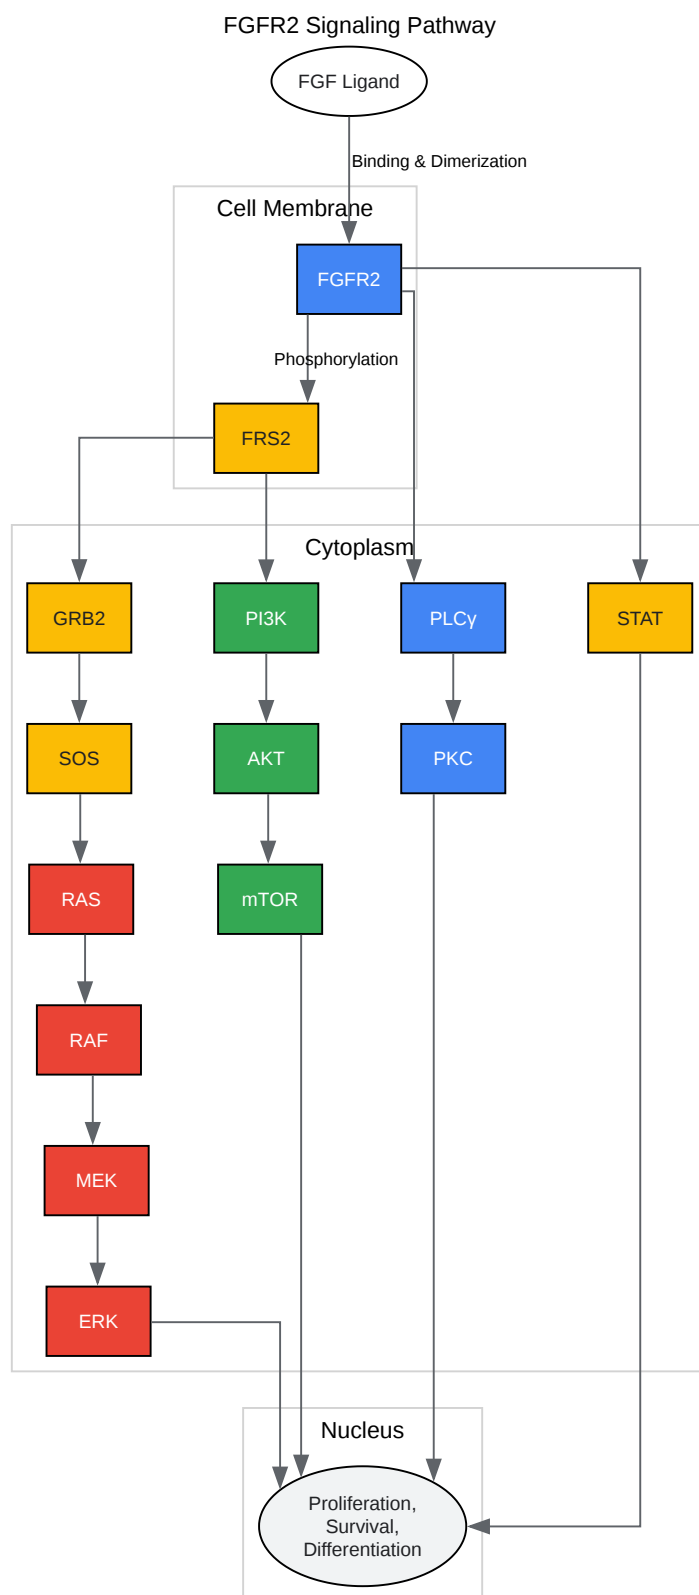 FGFR2 Signaling Pathway
FGF Ligand
Binding & Dimerization
Cell Membrane
FGFR2
Phosphorylation
FRS2
Cytoplasm
GRB2
PI3K
PLCγ
STAT
SOS
AKT
PKC
RAS
mTOR
RAF
MEK
ERK
Nucleus
Proliferation,
Survival,
Differentiation